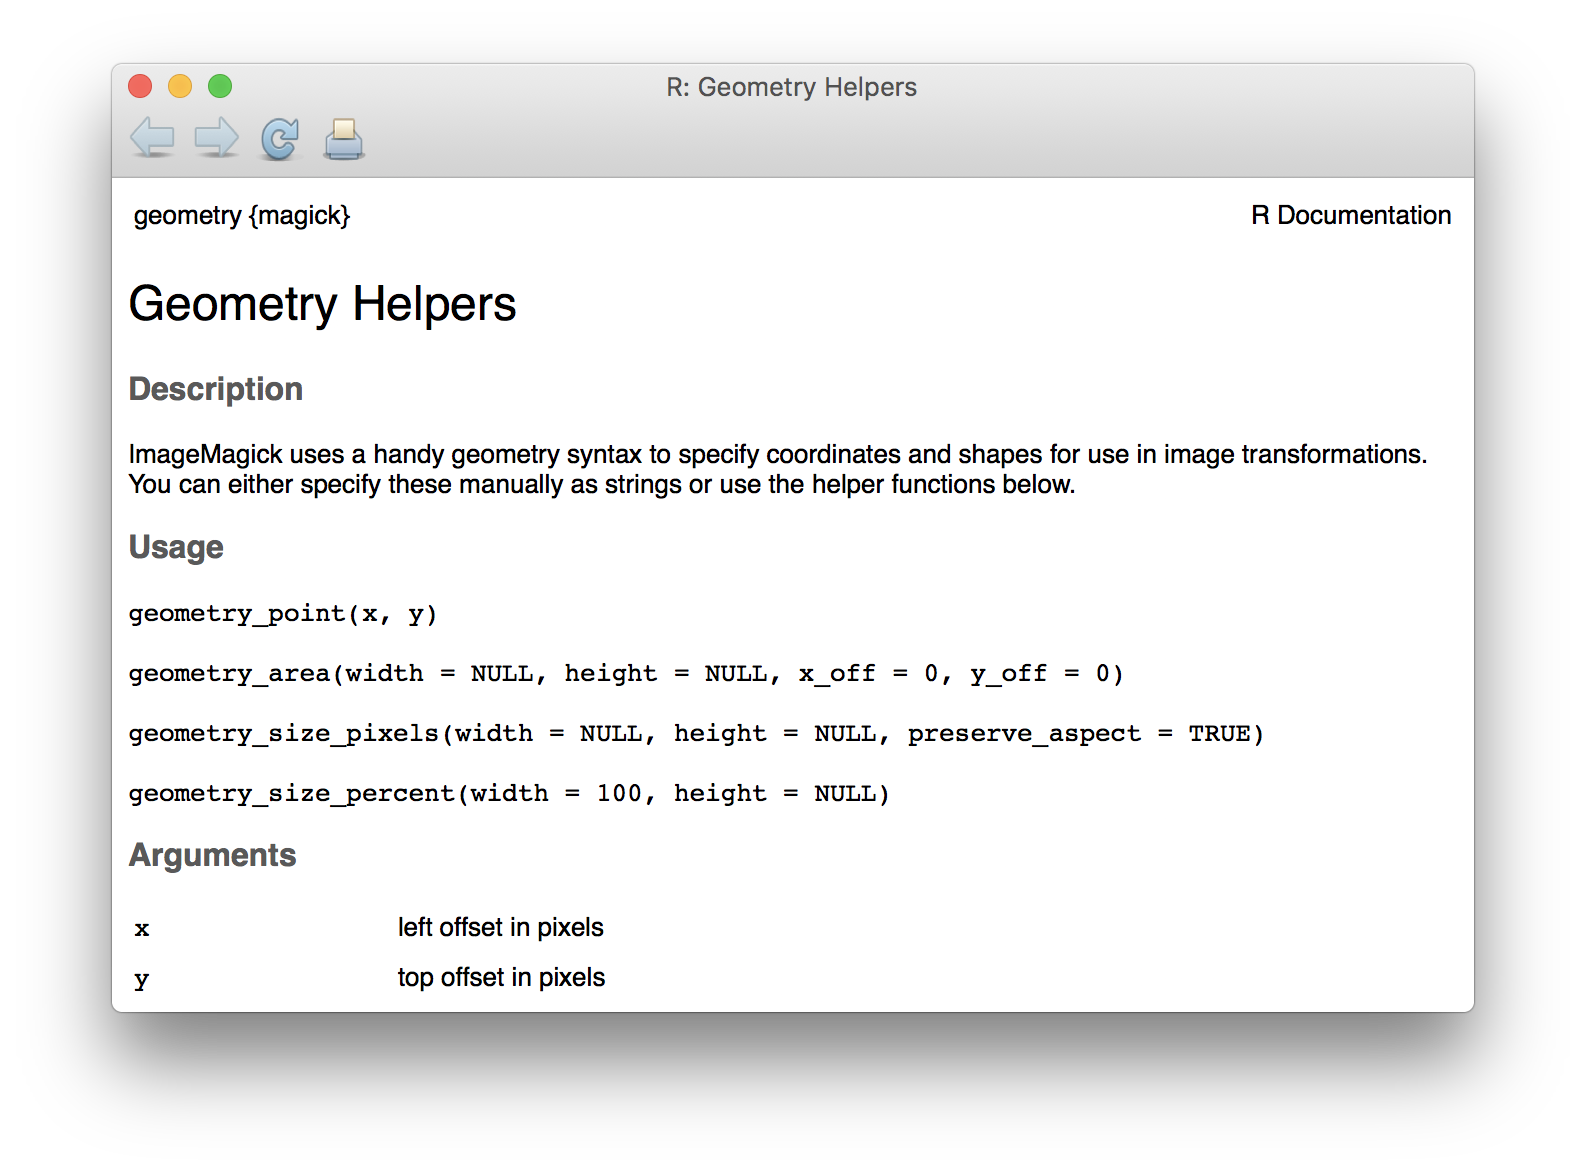 R: Geometry Helpers
geometry {magick}
R Documentation
Geometry Helpers
Description
ImageMagick uses a handy geometry syntax to specify coordinates and shapes for use in image transformations.
You can either specify these manually as strings or use the helper functions below.
Usage
geometry_point(x, y)
geometry_area(width = NULL, height = NULL, x_off = 0, y_off = 0)
geometry_size_pixels(width = NULL, height = NULL, preserve_aspect = TRUE)
geometry_size_percent(width = 100, height = NULL)
Arguments
x left offset in pixels
y top offset in pixels